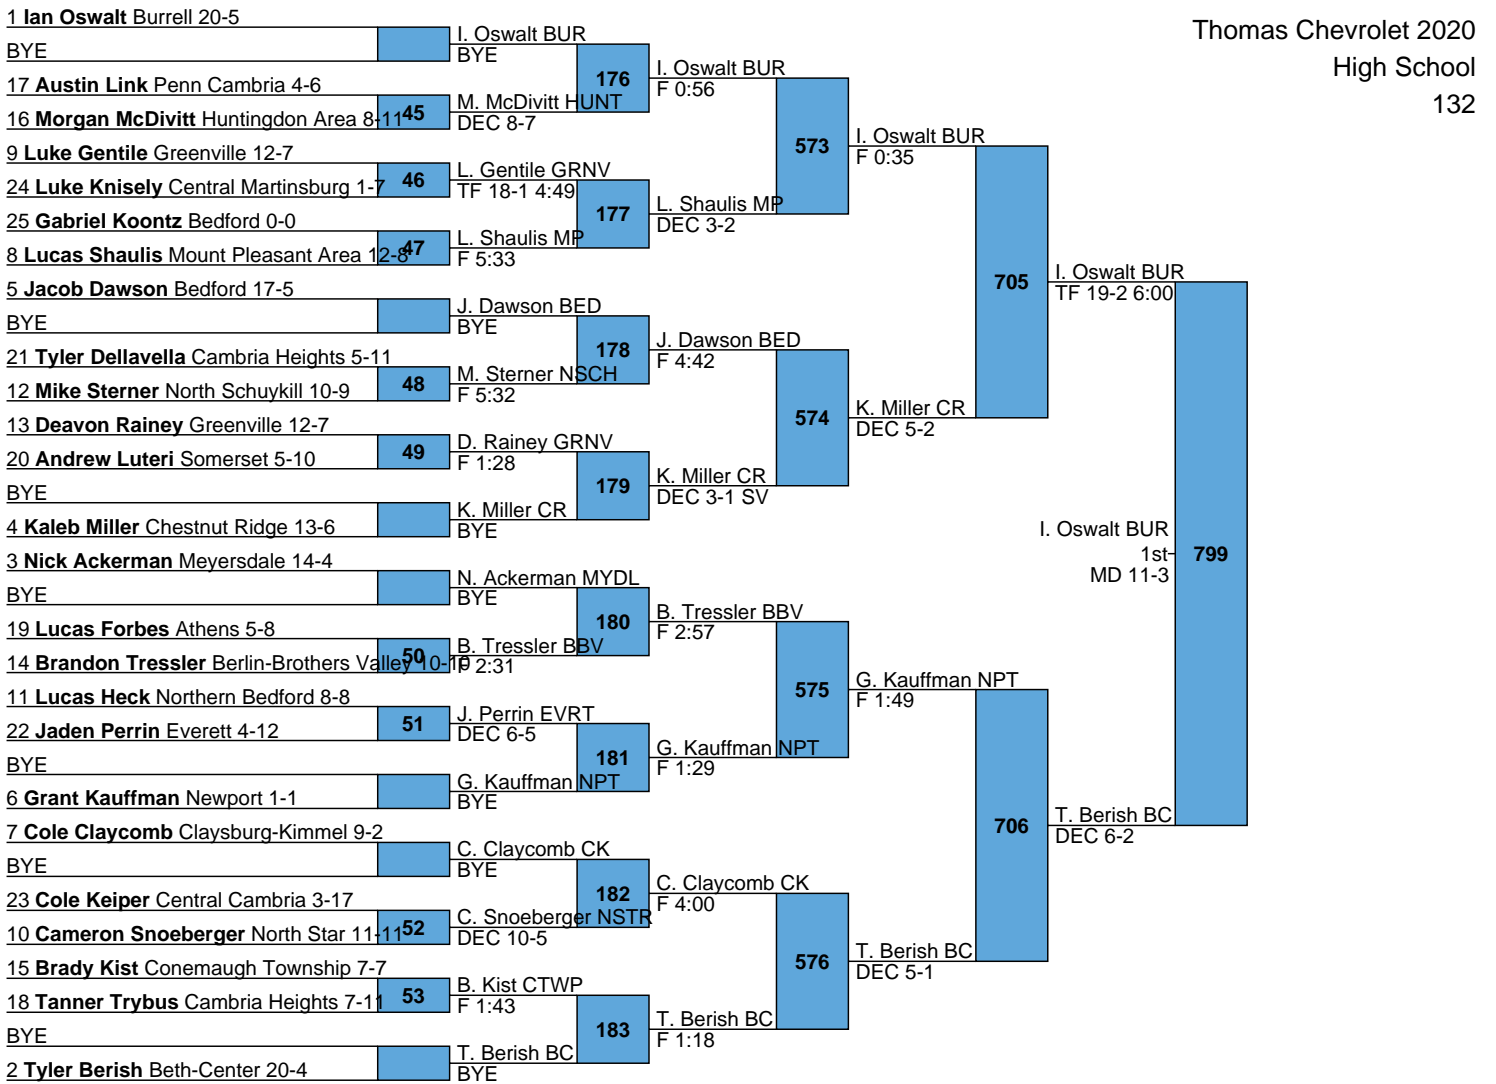 Thomas Chevrolet 2020
High School
132
1 Ian Oswalt Burrell 20-5
BYE
17 Austin Link Penn Cambria 4-6
16 Morgan McDivitt Huntingdon Area 8-11
9 Luke Gentile Greenville 12-7
24 Luke Knisely Central Martinsburg 1-7
25 Gabriel Koontz Bedford 0-0
8 Lucas Shaulis Mount Pleasant Area 12-8
5 Jacob Dawson Bedford 17-5
BYE
21 Tyler Dellavella Cambria Heights 5-11
12 Mike Sterner North Schuykill 10-9
13 Deavon Rainey Greenville 12-7
20 Andrew Luteri Somerset 5-10
BYE
4 Kaleb Miller Chestnut Ridge 13-6
3 Nick Ackerman Meyersdale 14-4
BYE
19 Lucas Forbes Athens 5-8
14 Brandon Tressler Berlin-Brothers Valley 10-10
11 Lucas Heck Northern Bedford 8-8
22 Jaden Perrin Everett 4-12
BYE
6 Grant Kauffman Newport 1-1
7 Cole Claycomb Claysburg-Kimmel 9-2
BYE
23 Cole Keiper Central Cambria 3-17
10 Cameron Snoeberger North Star 11-11
15 Brady Kist Conemaugh Township 7-7
18 Tanner Trybus Cambria Heights 7-11
BYE
2 Tyler Berish Beth-Center 20-4
45
46
47
48
49
50
51
52
53
I. Oswalt BUR
BYE
M. McDivitt HUNT
DEC 8-7
L. Gentile GRNV
TF 18-1 4:49
L. Shaulis MP
F 5:33
J. Dawson BED
BYE
M. Sterner NSCH
F 5:32
D. Rainey GRNV
F 1:28
K. Miller CR
BYE
N. Ackerman MYDL
BYE
B. Tressler BBV
F 2:31
J. Perrin EVRT
DEC 6-5
G. Kauffman NPT
BYE
C. Claycomb CK
BYE
C. Snoeberger NSTR
DEC 10-5
B. Kist CTWP
F 1:43
T. Berish BC
BYE
176
177
178
179
180
181
182
183
I. Oswalt BUR
F 0:56
L. Shaulis MP
DEC 3-2
J. Dawson BED
F 4:42
K. Miller CR
DEC 3-1 SV
B. Tressler BBV
F 2:57
G. Kauffman NPT
F 1:29
C. Claycomb CK
F 4:00
T. Berish BC
F 1:18
573
574
575
576
I. Oswalt BUR
F 0:35
K. Miller CR
DEC 5-2
G. Kauffman NPT
F 1:49
T. Berish BC
DEC 5-1
705
706
I. Oswalt BUR
TF 19-2 6:00
T. Berish BC
DEC 6-2
799
I. Oswalt BUR
1st
MD 11-3